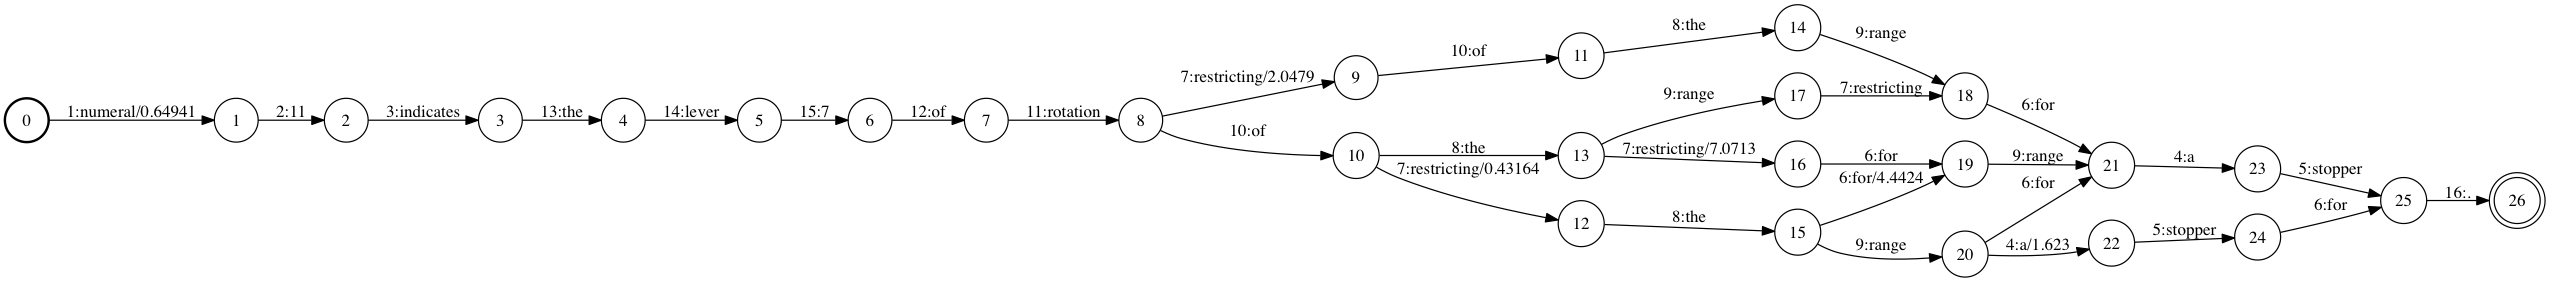 0 1:numeral/0.64941 1 2:11 2 3:indicates 3 13:the 4 14:lever 5 15:7 6 12:of 7 11:rotation 8
7:restricting/2.0479 9 10:of 11 8:the 14 9:range
10:of 10 8:the 13 9:range 17 7:restricting 18 6:for
7:restricting/7.0713 16 6:for 19 9:range 21 4:a 23 5:stopper 25 16:. 26
7:restricting/0.43164 12 8:the 15 6:for/4.4424
9:range 20 6:for
4:a/1.623 22 5:stopper 24 6:for